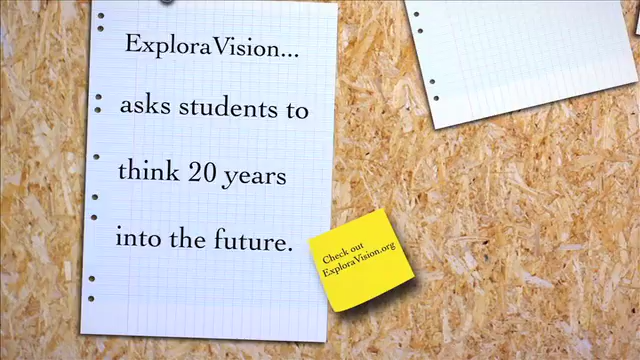 ExploraVision...
asks students to
think 20 years
into the future.
Check out
ExploraVision.org